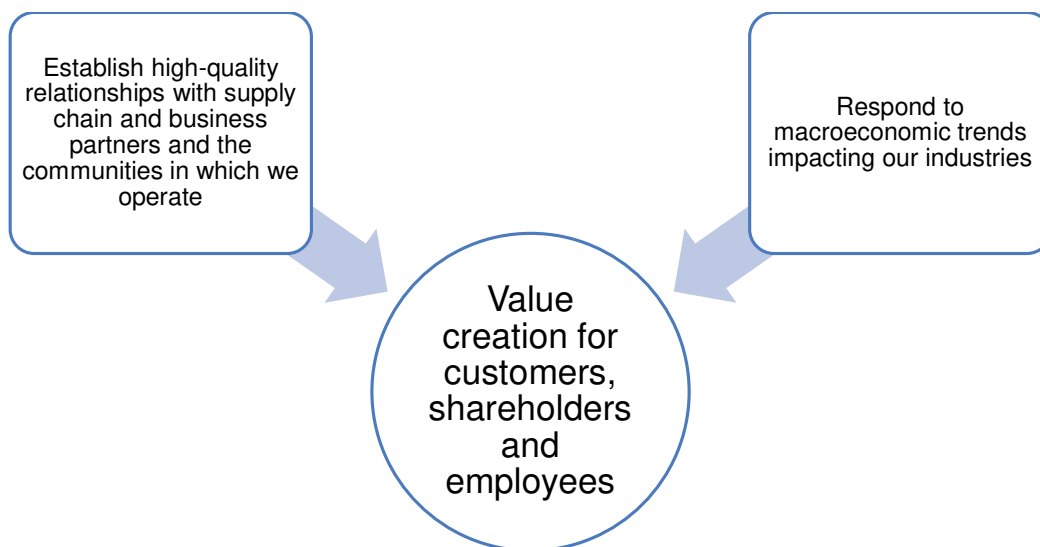 Establish high-quality
relationships with supply
chain and business
partners and the
communities in which we
operate
Respond to
macroeconomic trends
impacting our industries
Value
creation for
customers,
shareholders
and
employees